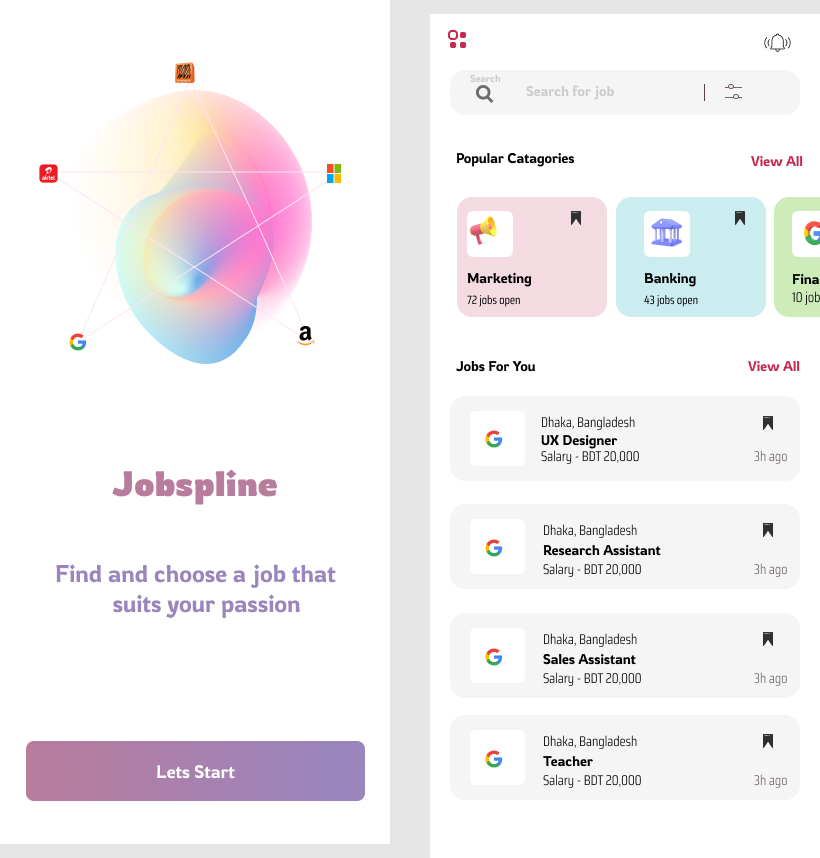 airtel
a
Jobspline
Find and choose a job that
suits your passion
Lets Start
Search
Search for job
Popular Catagories
View All
Marketing
72 jobs open
Banking
43 jobs open
Fina
10 job
Jobs For You
View All
Dhaka, Bangladesh
UX Designer
Salary - BDT 20,000
3h ago
Dhaka, Bangladesh
Research Assistant
Salary - BDT 20,000
3h ago
Dhaka, Bangladesh
Sales Assistant
Salary - BDT 20,000
3h ago
Dhaka, Bangladesh
Teacher
Salary - BDT 20,000
3h ago